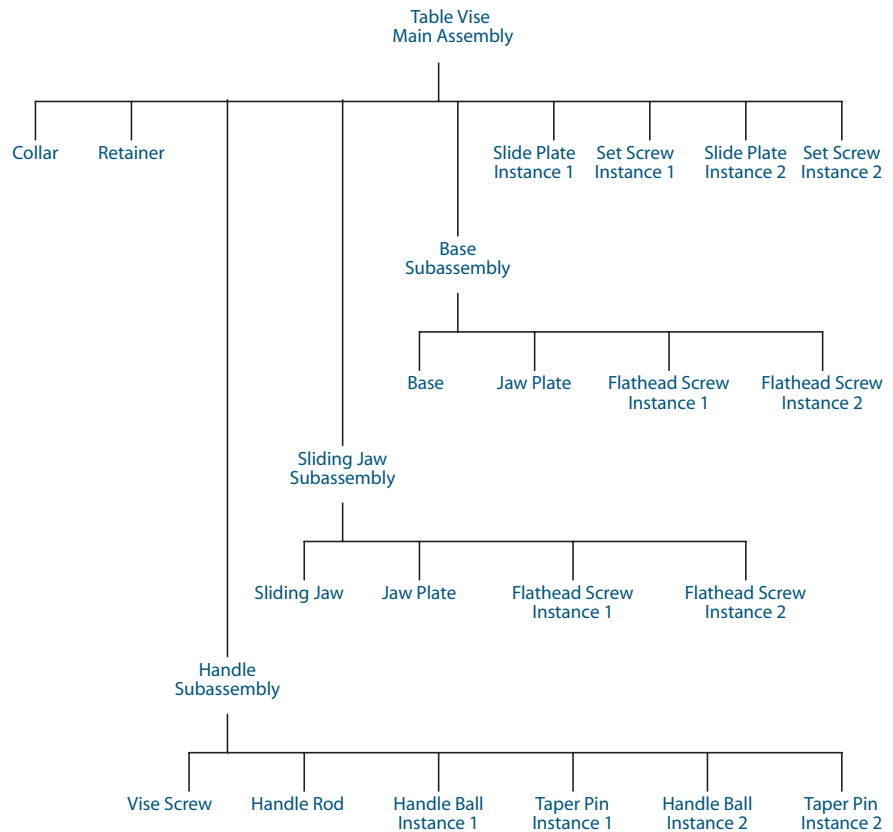 Table Vise
Main Assembly
Collar
Retainer
Slide Plate
Instance 1
Set Screw
Instance 1
Slide Plate
Instance 2
Set Screw
Instance 2
Base
Subassembly
Base
Jaw Plate
Flathead Screw
Instance 1
Flathead Screw
Instance 2
Sliding Jaw
Subassembly
Sliding Jaw
Jaw Plate
Flathead Screw
Instance 1
Flathead Screw
Instance 2
Handle
Subassembly
Vise Screw
Handle Rod
Handle Ball
Instance 1
Taper Pin
Instance 1
Handle Ball
Instance 2
Taper Pin
Instance 2